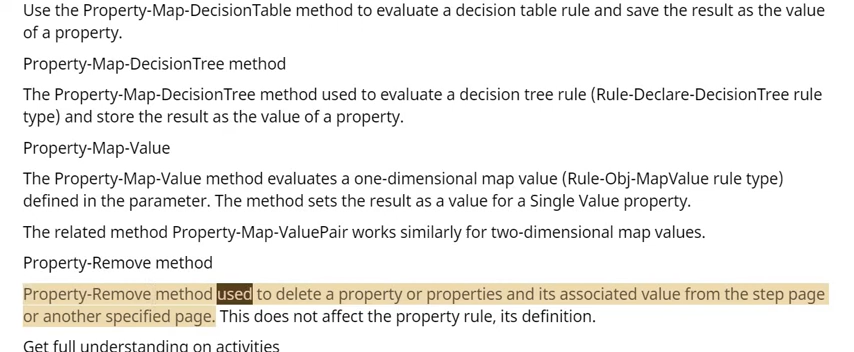 Use the Property-Map-DecisionTable method to evaluate a decision table rule and save the result as the value
of a property.
Property-Map-DecisionTree method
The Property-Map-DecisionTree method used to evaluate a decision tree rule (Rule-Declare-DecisionTree rule
type) and store the result as the value of a property.
Property-Map-Value
The Property-Map-Value method evaluates a one-dimensional map value (Rule-Obj-MapValue rule type)
defined in the parameter. The method sets the result as a value for a Single Value property.
The related method Property-Map-ValuePair works similarly for two-dimensional map values.
Property-Remove method
Property-Remove method used to delete a property or properties and its associated value from the step page
or another specified page. This does not affect the property rule, its definition.
Get full understanding on activities